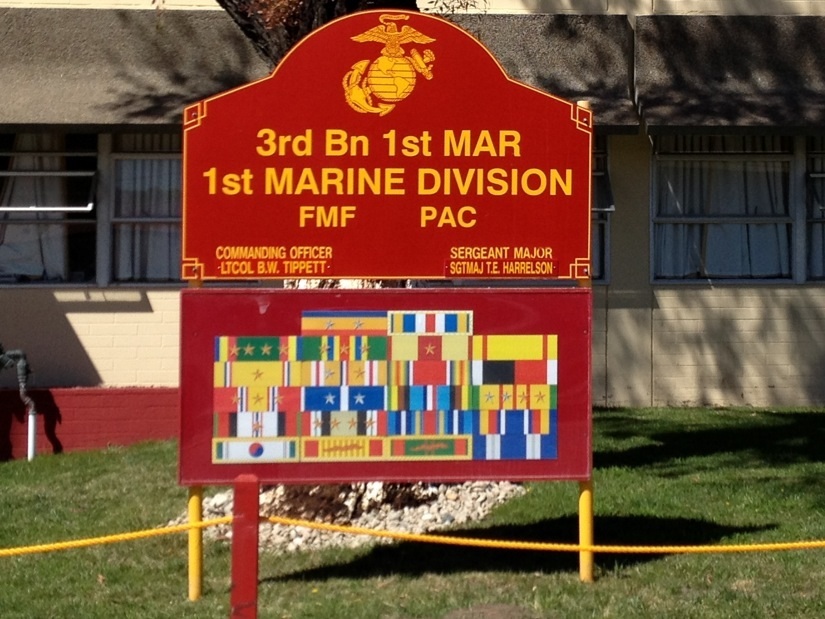 3rd Bn 1st MAR
1st MARINE DIVISION
FMF PAC
COMMANDING OFFICER
·LTCOL B.W. TIPPETT·
SERGEANT MAJOR
·SGTMAJ T.E. HARRELSON·